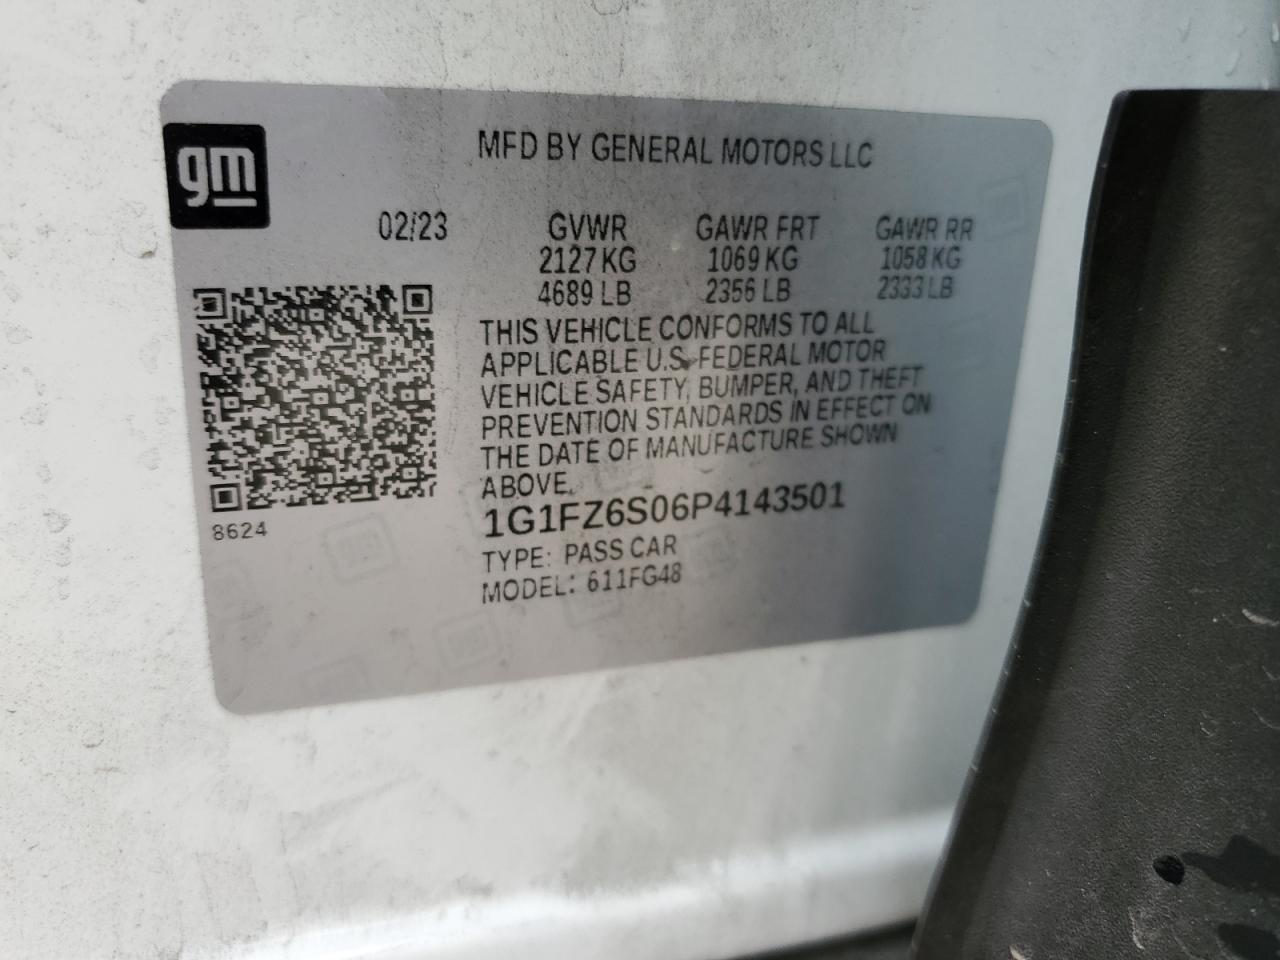 gm
MFD BY GENERAL MOTORS LLC
02/23 GVWR GAWR FRT GAWR RR
2127 KG 1069 KG 1058 KG
4689 LB 2356 LB 2333 LB
THIS VEHICLE CONFORMS TO ALL
APPLICABLE U.S. FEDERAL MOTOR
VEHICLE SAFETY, BUMPER, AND THEFT
PREVENTION STANDARDS IN EFFECT ON
THE DATE OF MANUFACTURE SHOWN
ABOVE.
1G1FZ6S06P4143501
8624
TYPE: PASS CAR
MODEL: 611FG48